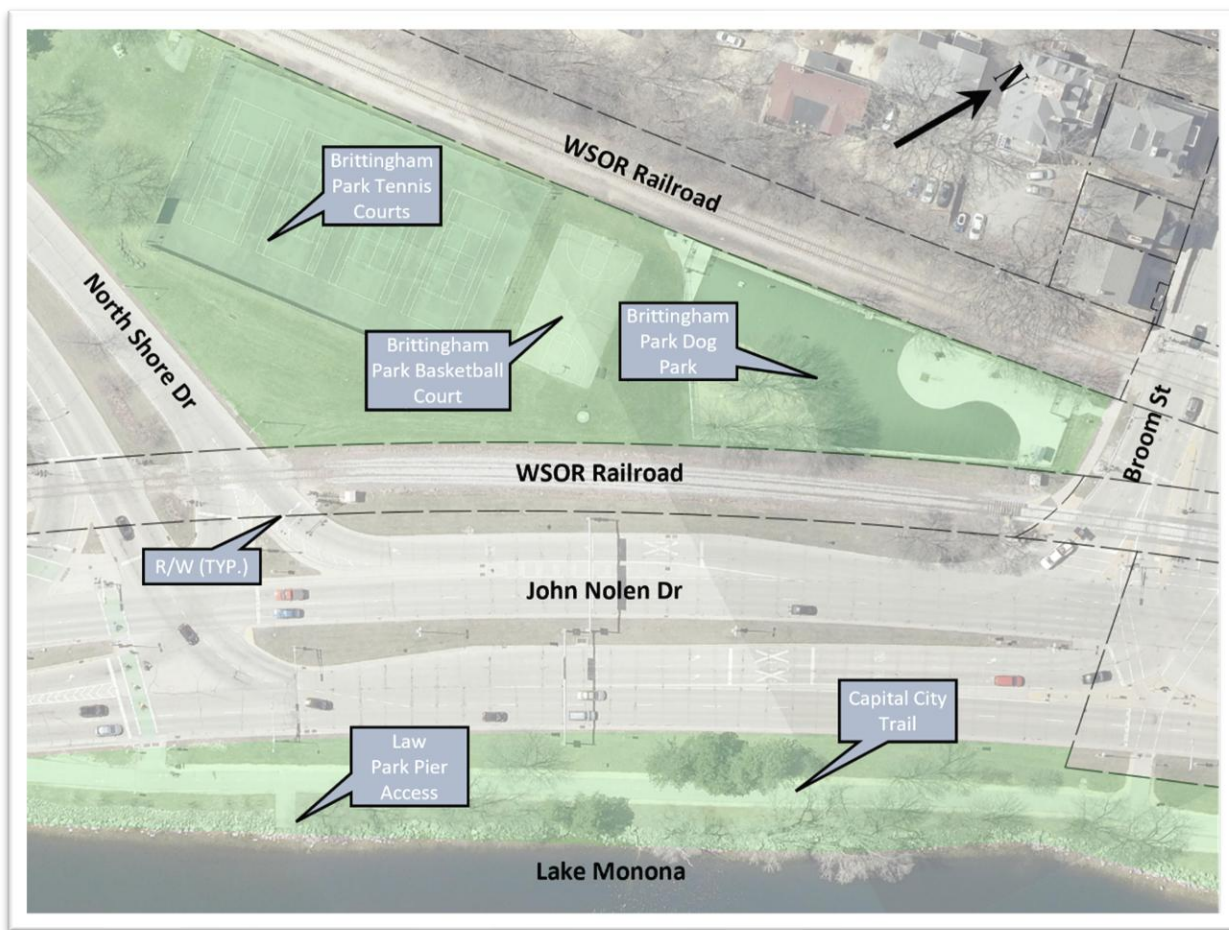 WSOR Railroad
N
Brittingham
Park Tennis
Courts
North Shore Dr
Brittingham
Park Basketball
Court
Brittingham
Park Dog
Park
Broom St
WSOR Railroad
R/W (TYP.)
John Nolen Dr
Capital City
Trail
Law
Park Pier
Access
Lake Monona